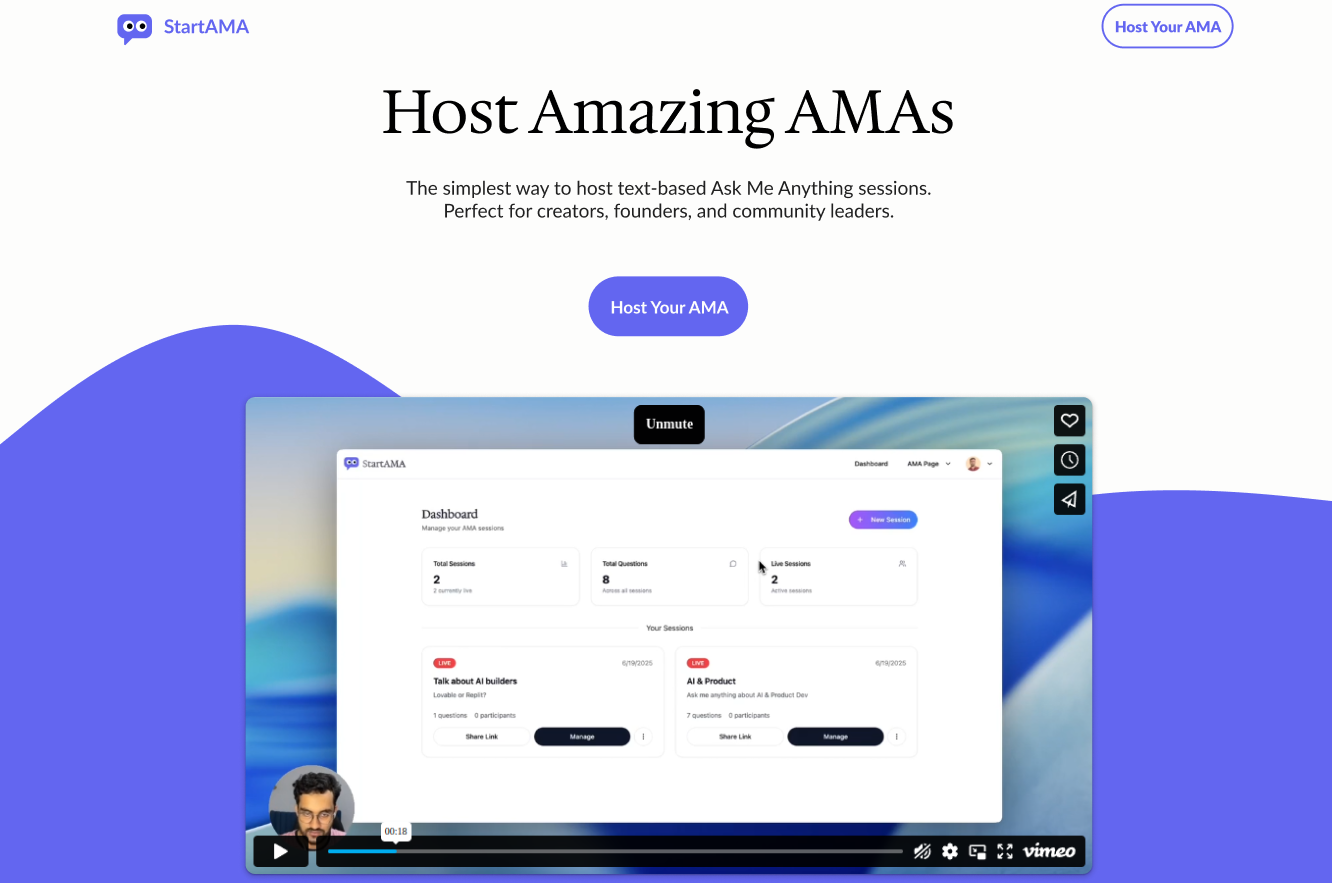 StartAMA
Host Your AMA
Host Amazing AMAs
The simplest way to host text-based Ask Me Anything sessions.
Perfect for creators, founders, and community leaders.
Host Your AMA
Unmute
StartAMA
Dashboard
AMA Page
Dashboard
Manage your AMA sessions
+ New Session
Total Sessions
2
2 currently live
Total Questions
8
Across all sessions
Live Sessions
2
Active sessions
Your Sessions
LIVE
6/19/2025
Talk about AI builders
Lovable or Replit?
1 questions 0 participants
Share Link
Manage
LIVE
6/19/2025
AI & Product
Ask me anything about AI & Product Dev
7 questions 0 participants
Share Link
Manage
00:18
vimeo